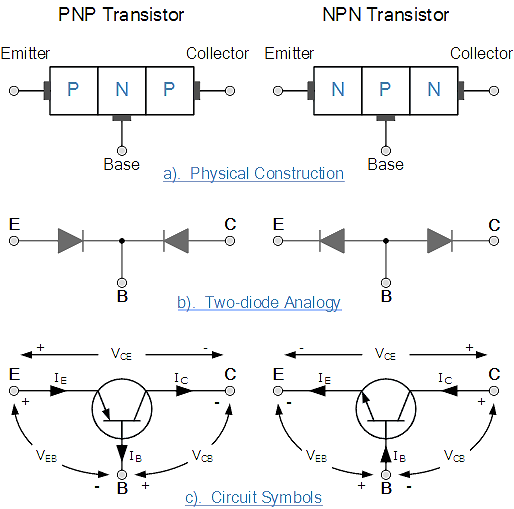 PNP Transistor NPN Transistor
Emitter Collector Emitter Collector
P N P N P N
Base Base
a). Physical Construction
E C E C
B B
b). Two-diode Analogy
+ VCE - - VCE +
E IE IC C E IE IC C
+ - - +
VEB IB VCB VEB IB VCB
- B + + B -
c). Circuit Symbols